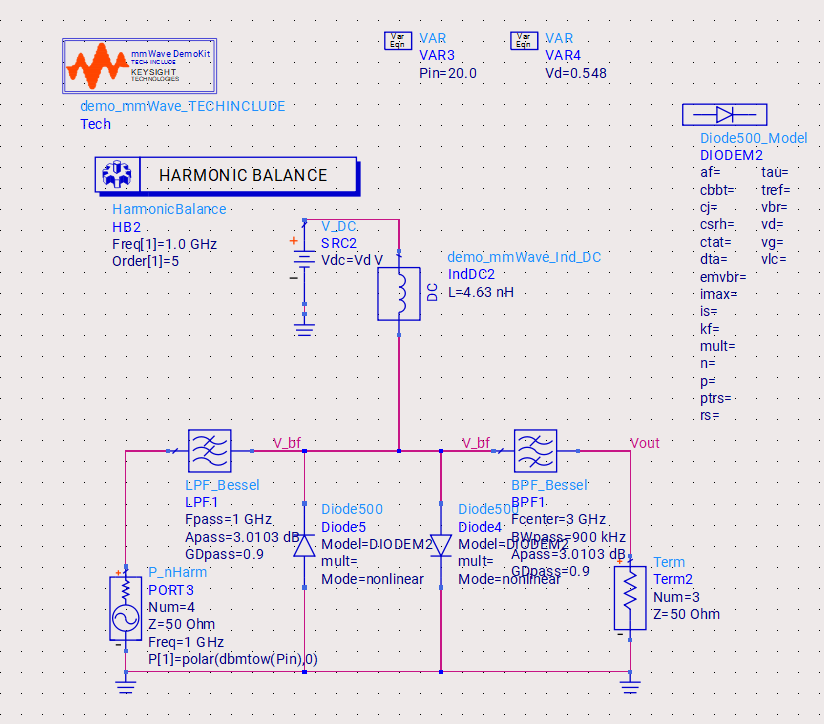 mmWave DemoKit
TECH INCLUDE
KEYSIGHT
TECHNOLOGIES
demo_mmWave_TECHINCLUDE
Tech
Var
Eqn
VAR
VAR3
Pin=20.0
Var
Eqn
VAR
VAR4
Vd=0.548
Diode500_Model
DIODEM2
af=
cbbt=
cj=
csrh=
ctat=
dta=
emvbr=
imax=
is=
kf=
mult=
n=
p=
ptrs=
rs=
tau=
tref=
vbr=
vd=
vg=
vlc=
HARMONIC BALANCE
HarmonicBalance
HB2
Freq[1]=1.0 GHz
Order[1]=5
+
V_DC
SRC2
Vdc=Vd V
-
DC
demo_mmWave_Ind_DC
IndDC2
L=4.63 nH
V_bf
V_bf
Vout
LPF_Bessel
LPF1
Fpass=1 GHz
Apass=3.0103 dB
GDpass=0.9
Diode500
Diode5
Model=DIODEM2
mult=
Mode=nonlinear
Diode500
Diode4
Model=DIODEM2
mult=
Mode=nonlinear
BPF_Bessel
BPF1
Fcenter=3 GHz
BWpass=900 kHz
Apass=3.0103 dB
GDpass=0.9
+
P_nHarm
PORT3
Num=4
Z=50 Ohm
Freq=1 GHz
P[1]=polar(dbmtow(Pin),0)
-
+
Term
Term2
Num=3
Z=50 Ohm
-